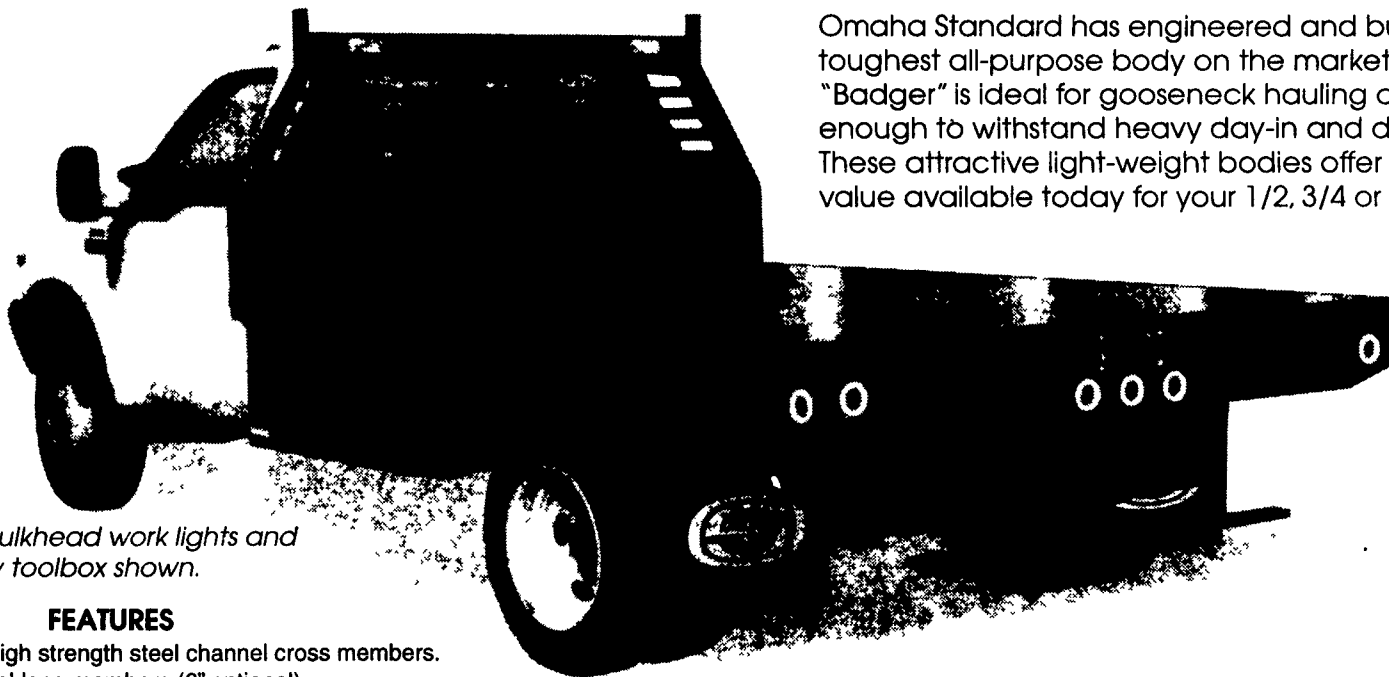 Omaha Standard has engineered and bu
toughest all-purpose body on the market
"Badger" is ideal for gooseneck hauling
enough to withstand heavy day-in and d
These attractive light-weight bodies offer
value available today for your 1/2, 3/4 or
ulkhead work lights and
toolbox shown.
FEATURES
igh strength steel channel cross members.